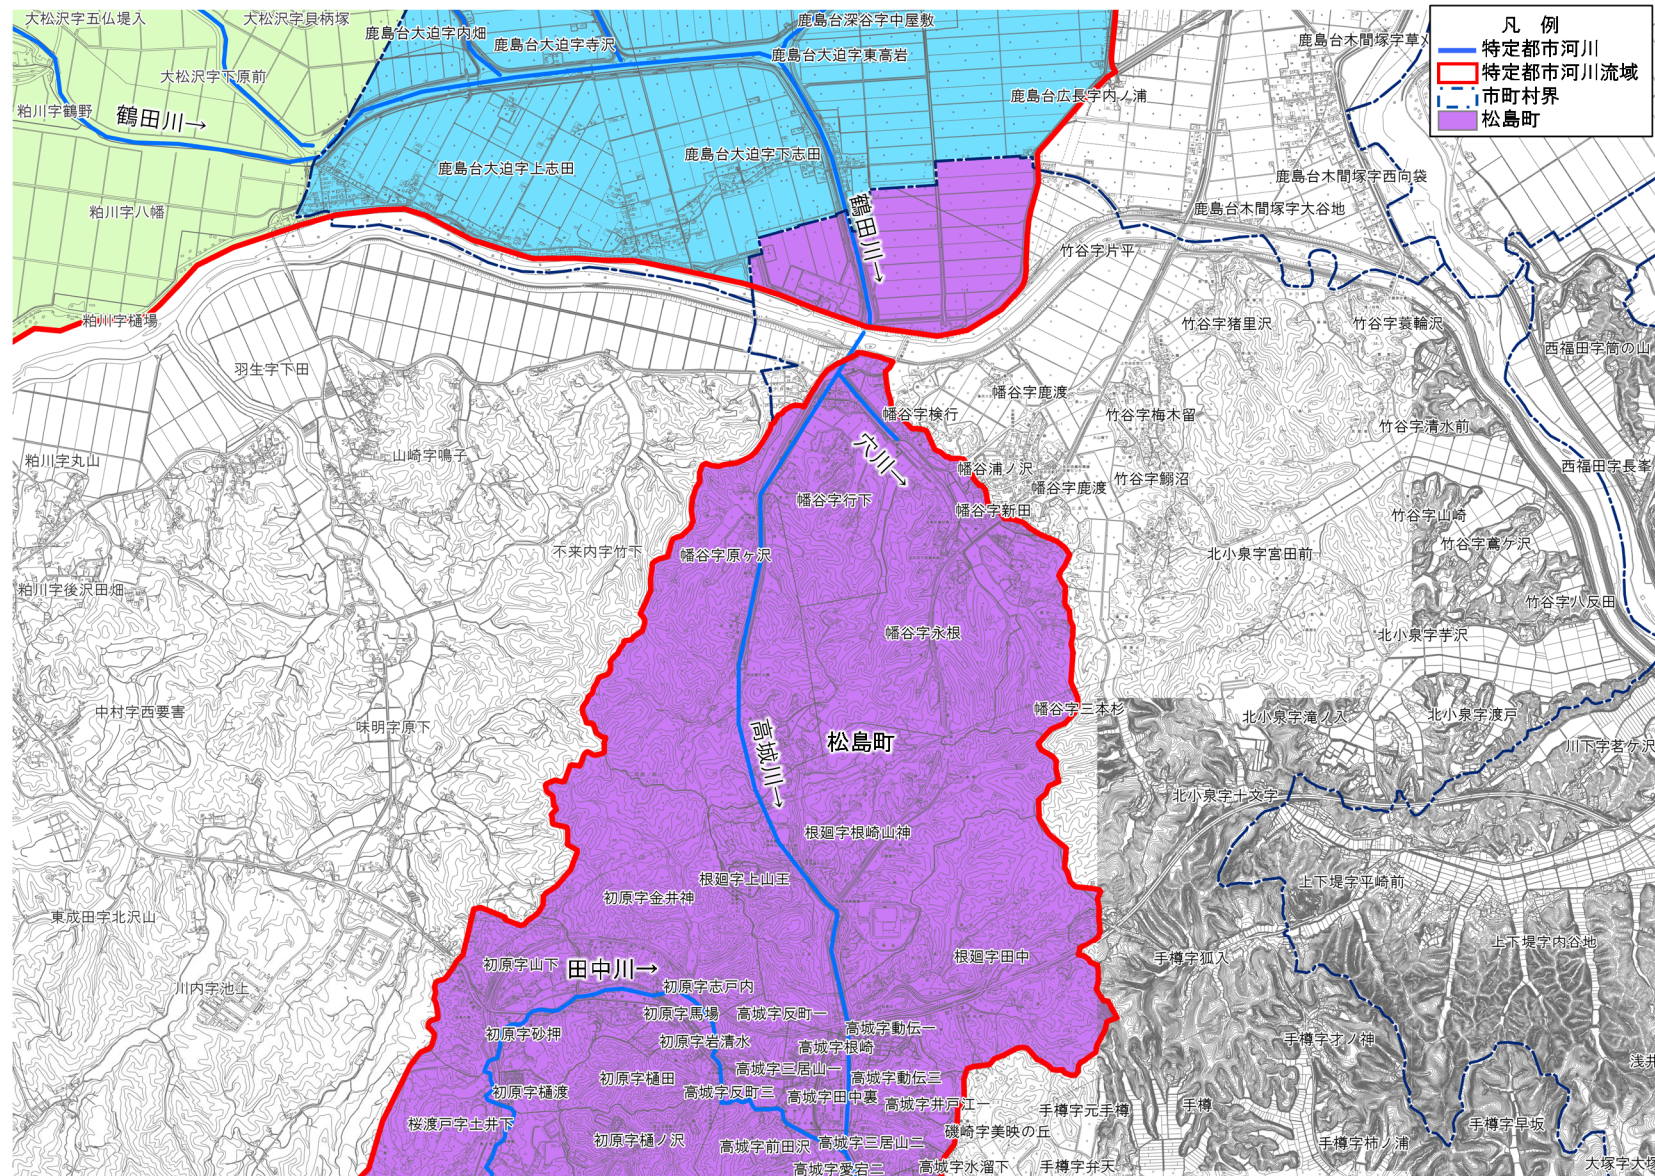 凡 例
特定都市河川
特定都市河川流域
市町村界
松島町
大松沢字五仏堤入
大松沢字貝柄塚
鹿島台大迫字内畑
鹿島台大迫字寺沢
鹿島台深谷字中屋敷
鹿島台大迫字東高岩
鹿島台木間塚字草
大松沢字下原前
粕川字鶴野
鶴田川→
鹿島台広長字内ノ浦
鹿島台大迫字上志田
鹿島台大迫字下志田
鹿島台木間塚字西向袋
粕川字八幡
鶴田川→
鹿島台木間塚字大谷地
竹谷字片平
粕川字樋場
竹谷字猪里沢
竹谷字蓑輪沢
西福田字筒の山
羽生字下田
幡谷字鹿渡
幡谷字検行
竹谷字梅木留
竹谷字清水前
粕川字丸山
山崎字鳴子
穴川→
幡谷浦ノ沢
幡谷字鹿渡
竹谷字鰯沼
西福田字長峯
幡谷字行下
幡谷字新田
竹谷字山崎
竹谷字鳶ケ沢
不来内字竹下
幡谷字原ヶ沢
北小泉字宮田前
粕川字後沢田畑
竹谷字八反田
幡谷字永根
北小泉字芋沢
中村字西要害
味明字原下
幡谷字三本杉
北小泉字滝ノ入
北小泉字渡戸
高城川→
松島町
川下字茗ケ沢
北小泉字十文字
根廻字根崎山神
根廻字上山王
上下堤字平崎前
初原字金井神
東成田字北沢山
上下堤字内谷地
初原字山下
田中川→
根廻字田中
手樽字狐入
川内字池上
初原字志戸内
初原字馬場
高城字反町一
初原字砂押
高城字動伝一
初原字岩清水
高城字根崎
手樽字才ノ神
浅井
高城字三居山一
初原字樋田
高城字動伝三
初原字樋渡
高城字反町三
高城字田中裏
高城字井戸江一
手樽字元手樽
手樽
桜渡戸字土井下
磯崎字美映の丘
手樽字早坂
初原字樋ノ沢
高城字前田沢
高城字三居山二
手樽字柿ノ浦
高城字愛宕二
高城字水溜下
手樽字弁天
大塚字大塚